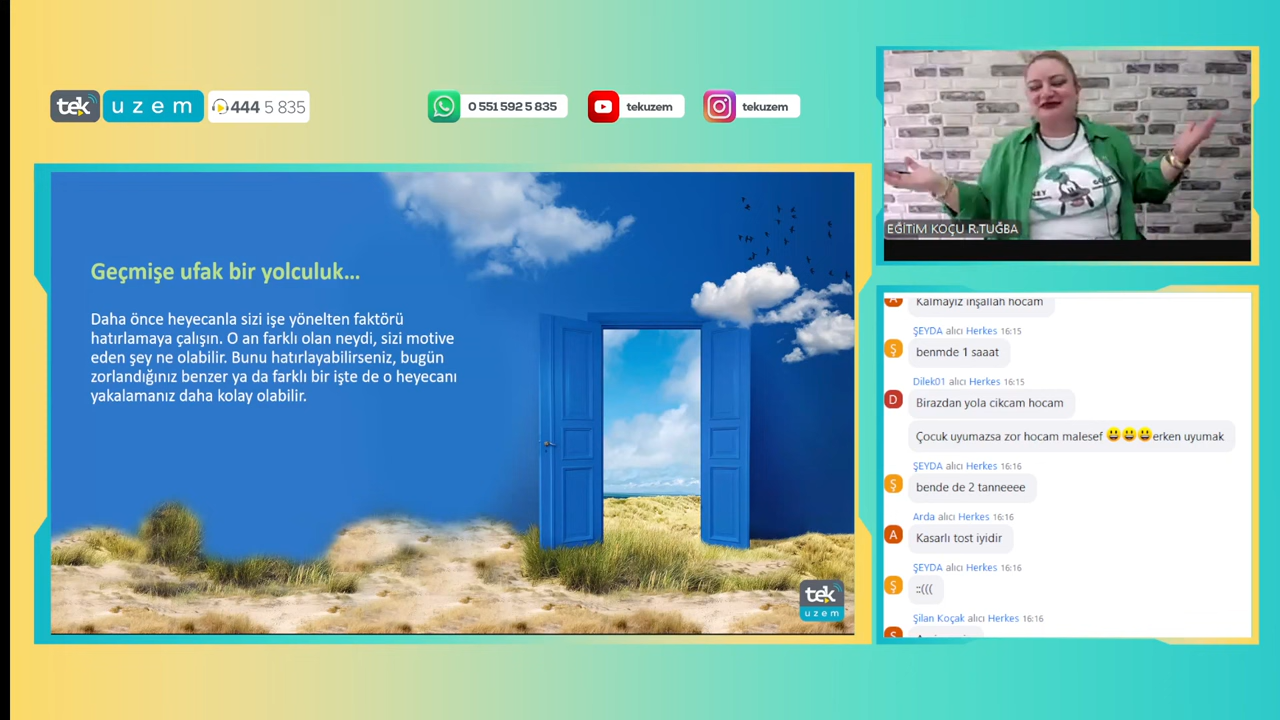 tek uzem 444 5 835
0 551 592 5 835
tekuzem
tekuzem
Geçmişe ufak bir yolculuk...
Daha önce heyecanla sizi işe yönelten faktörü
hatırlamaya çalışın. O an farklı olan neydi, sizi motive
eden şey ne olabilir. Bunu hatırlayabilirseniz, bugün
zorlandığınız benzer ya da farklı bir işte de o heyecanı
yakalamanız daha kolay olabilir.
tek
uzem
EĞİTİM KOÇU R.TUĞBA
A
Kalmayız inşallah hocam
ŞEYDA alıcı Herkes 16:15
Ş
benmde 1 saaat
Dilek01 alıcı Herkes 16:15
D
Birazdan yola cikcam hocam
Çocuk uyumazsa zor hocam malesef 😃😃😃erken uyumak
ŞEYDA alıcı Herkes 16:16
Ş
bende de 2 tanneeee
Arda alıcı Herkes 16:16
A
Kasarlı tost iyidir
ŞEYDA alıcı Herkes 16:16
Ş
::(((
Şilan Koçak alıcı Herkes 16:16
Ş